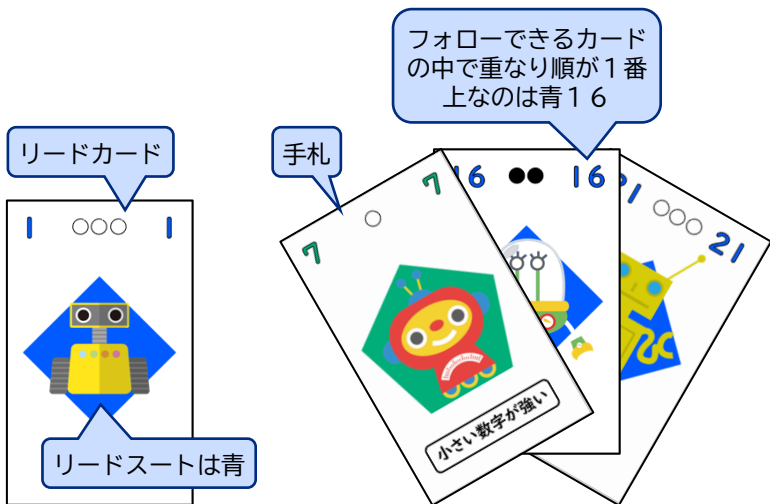 フォローできるカード
の中で重なり順が１番
上なのは青１６
リードカード
手札
1
1
7
7
16
16
21
21
小さい数字が強い
リードスートは青